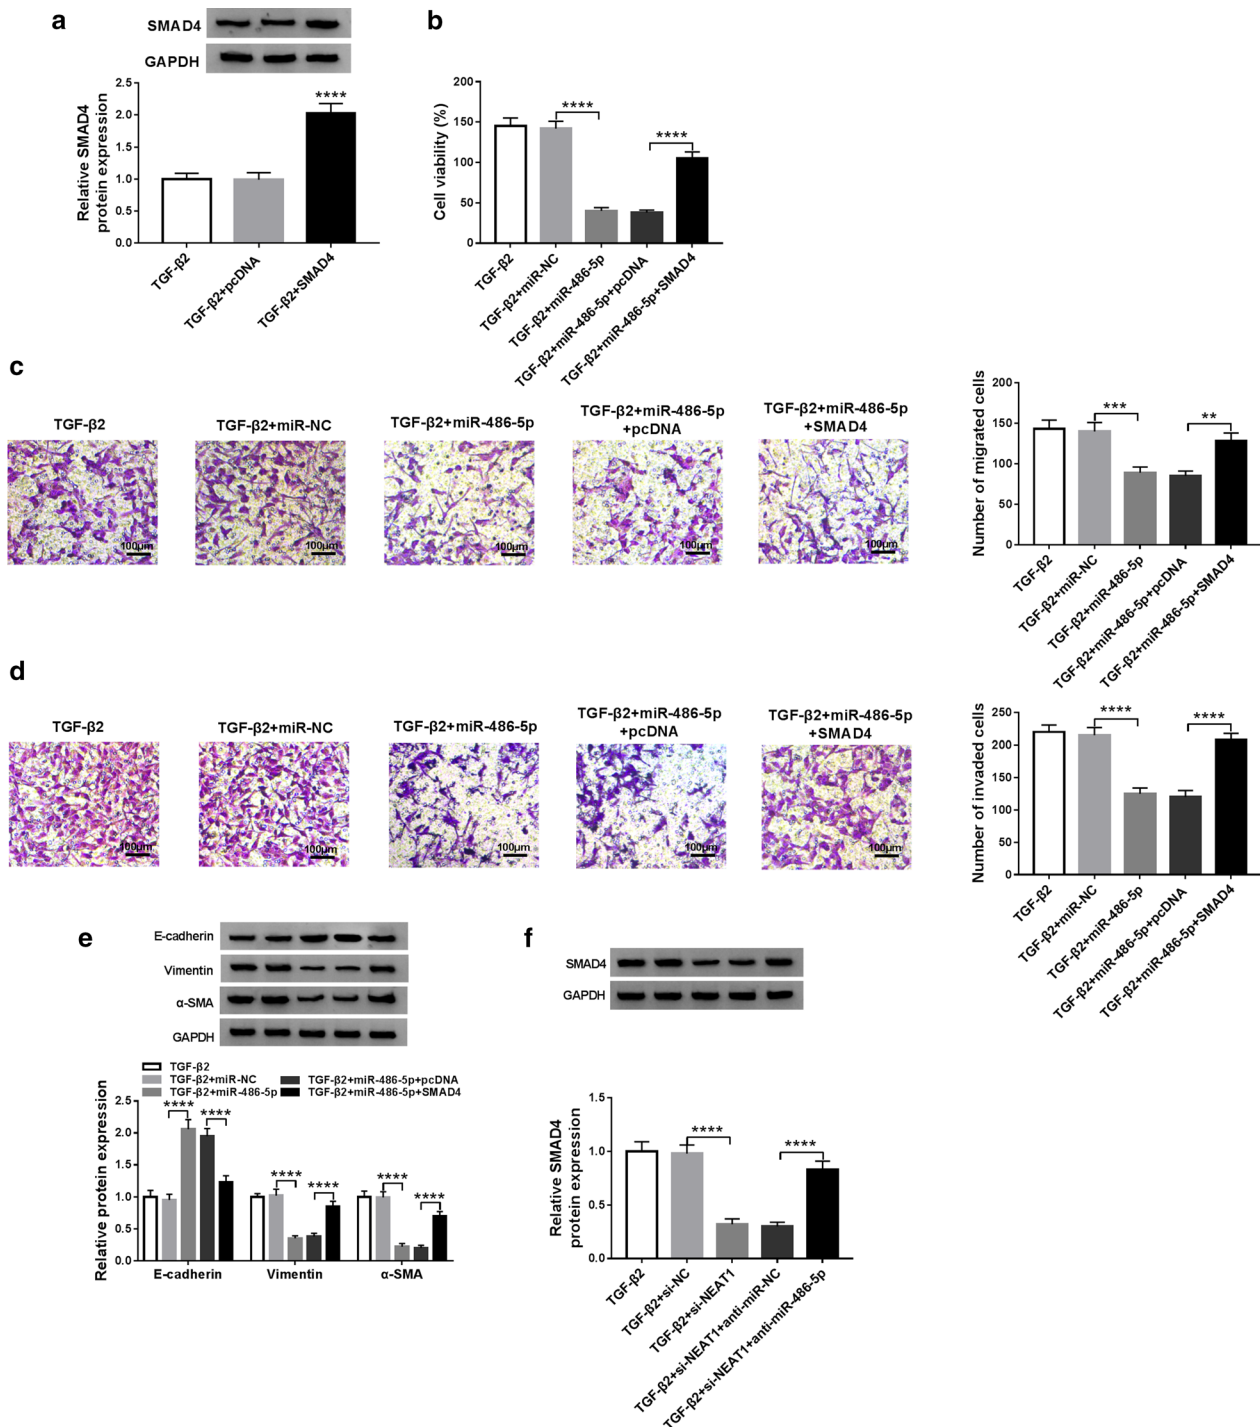 a
SMAD4
GAPDH
Relative SMAD4
protein expression
2.5
2.0
1.5
1.0
0.5
0.0
****
TGF-β2
TGF-β2+pcDNA
TGF-β2+SMAD4
b
Cell viability (%)
200
150
100
50
0
****
****
TGF-β2
TGF-β2+miR-NC
TGF-β2+miR-486-5p
TGF-β2+miR-486-5p+pcDNA
TGF-β2+miR-486-5p+SMAD4
c
TGF-β2
TGF-β2+miR-NC
TGF-β2+miR-486-5p
TGF-β2+miR-486-5p
+pcDNA
TGF-β2+miR-486-5p
+SMAD4
100μm
100μm
100μm
100μm
100μm
Number of migrated cells
200
150
100
50
0
***
**
TGF-β2
TGF-β2+miR-NC
TGF-β2+miR-486-5p
TGF-β2+miR-486-5p+pcDNA
TGF-β2+miR-486-5p+SMAD4
d
TGF-β2
TGF-β2+miR-NC
TGF-β2+miR-486-5p
TGF-β2+miR-486-5p
+pcDNA
TGF-β2+miR-486-5p
+SMAD4
100μm
100μm
100μm
100μm
100μm
Number of invaded cells
250
200
150
100
50
0
****
****
TGF-β2
TGF-β2+miR-NC
TGF-β2+miR-486-5p
TGF-β2+miR-486-5p+pcDNA
TGF-β2+miR-486-5p+SMAD4
e
E-cadherin
Vimentin
α-SMA
GAPDH
TGF-β2
TGF-β2+miR-NC
TGF-β2+miR-486-5p
TGF-β2+miR-486-5p+pcDNA
TGF-β2+miR-486-5p+SMAD4
Relative protein expression
2.5
2.0
1.5
1.0
0.5
0.0
****
****
****
****
****
****
E-cadherin
Vimentin
α-SMA
f
SMAD4
GAPDH
Relative SMAD4
protein expression
1.5
1.0
0.5
0.0
****
****
TGF-β2
TGF-β2+si-NC
TGF-β2+si-NEAT1
TGF-β2+si-NEAT1+anti-miR-NC
TGF-β2+si-NEAT1+anti-miR-486-5p